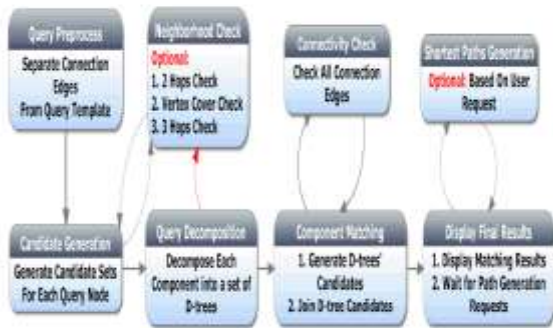 Query Preprocess
Separate Connection
Edges
From Query Template
Neighborhood Check
Optional:
1. 2 Hops Check
2. Vertex Cover Check
3. 3 Hops Check
Connectivity Check
Check All Connection
Edges
Shortest Paths Generation
Optional: Based On User
Request
Candidate Generation
Generate Candidate Sets
For Each Query Node
Query Decomposition
Decompose Each
Component into a set of
D-trees
Component Matching
1. Generate D-trees'
Candidates
2. Join D-tree Candidates
Display Final Results
1. Display Matching Results
2. Wait for Path Generation
Requests